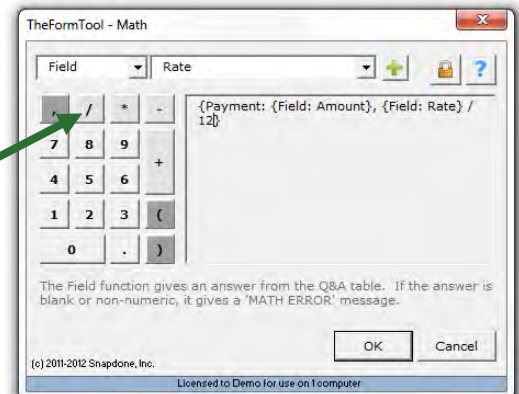 TheFormTool - Math
Field Rate
?
, / * -
{Payment: {Field: Amount}, {Field: Rate} /
12}
7 8 9
+
4 5 6
1 2 3 (
0 . )
The Field function gives an answer from the Q&A table. If the answer is
blank or non-numeric, it gives a 'MATH ERROR' message.
OK Cancel
(c) 2011-2012 Snapdone, Inc.
Licensed to Demo for use on 1 computer